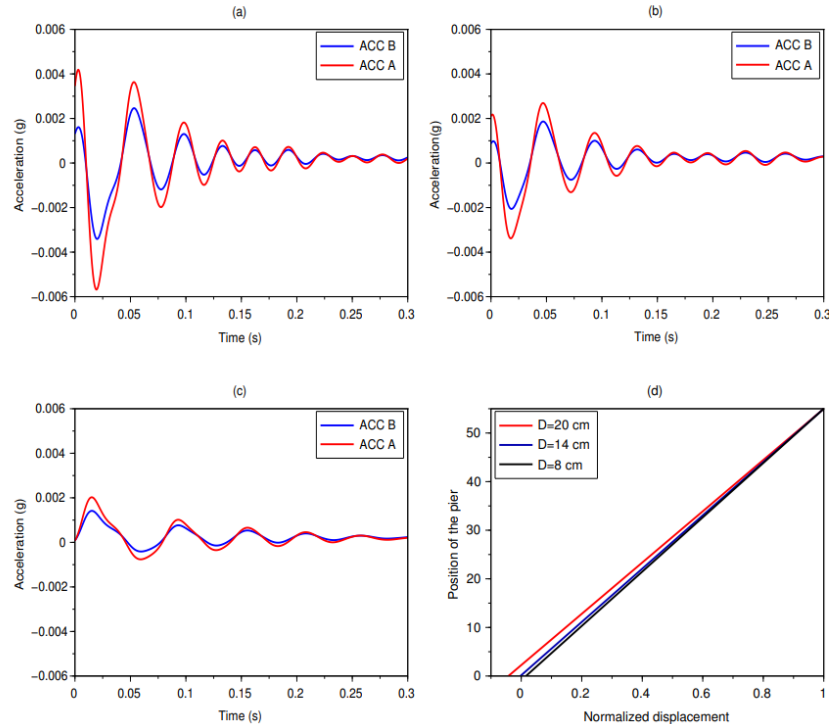 (a)
0.006
0.004
0.002
0
−0.002
−0.004
−0.006
Acceleration (g)
ACC B
ACC A
0
0.05
0.1
0.15
0.2
0.25
0.3
Time (s)
(b)
0.006
0.004
0.002
0
−0.002
−0.004
−0.006
Acceleration(g)
ACC B
ACC A
0
0.05
0.1
0.15
0.2
0.25
0.3
Time (s)
(c)
0.006
0.004
0.002
0
−0.002
−0.004
−0.006
Acceleration (g)
ACC B
ACC A
0
0.05
0.1
0.15
0.2
0.25
0.3
Time (s)
(d)
50
40
30
20
10
0
Position of the pier
D=20 cm
D=14 cm
D=8 cm
0
0.2
0.4
0.6
0.8
1
Normalized displacement